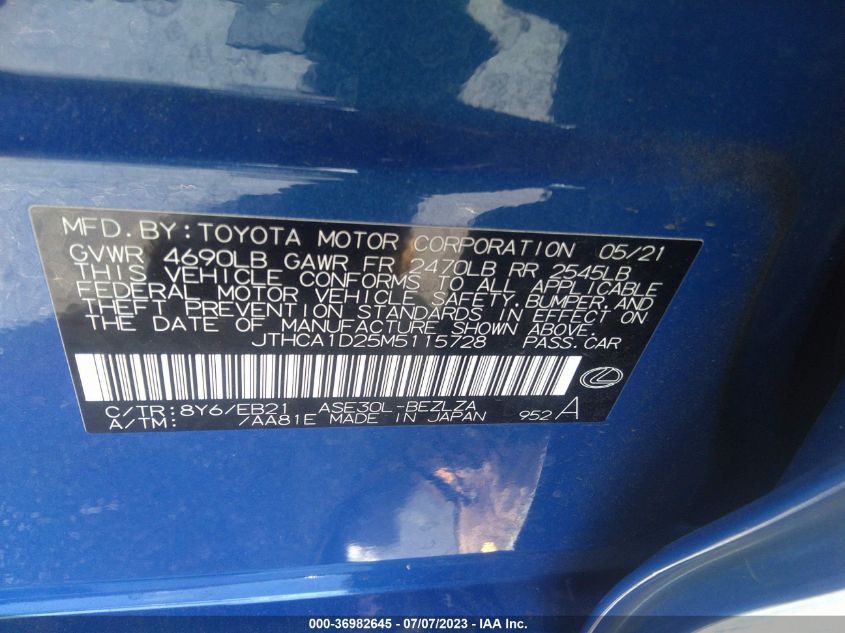 MFD. BY: TOYOTA MOTOR CORPORATION 05/21
GVWR 4690LB GAWR FR 2470LB RR 2545LB
THIS VEHICLE CONFORMS TO ALL APPLICABLE
FEDERAL MOTOR VEHICLE SAFETY, BUMPER, AND
THEFT PREVENTION STANDARDS IN EFFECT ON
THE DATE OF MANUFACTURE SHOWN ABOVE.
JTHCA1D25M5115728 PASS. CAR
C/TR: 8Y6/EB21 ASE30L-BEZLZA 952 A
A/TM: /AA81E MADE IN JAPAN
000-36982645 - 07/07/2023 - IAA Inc.